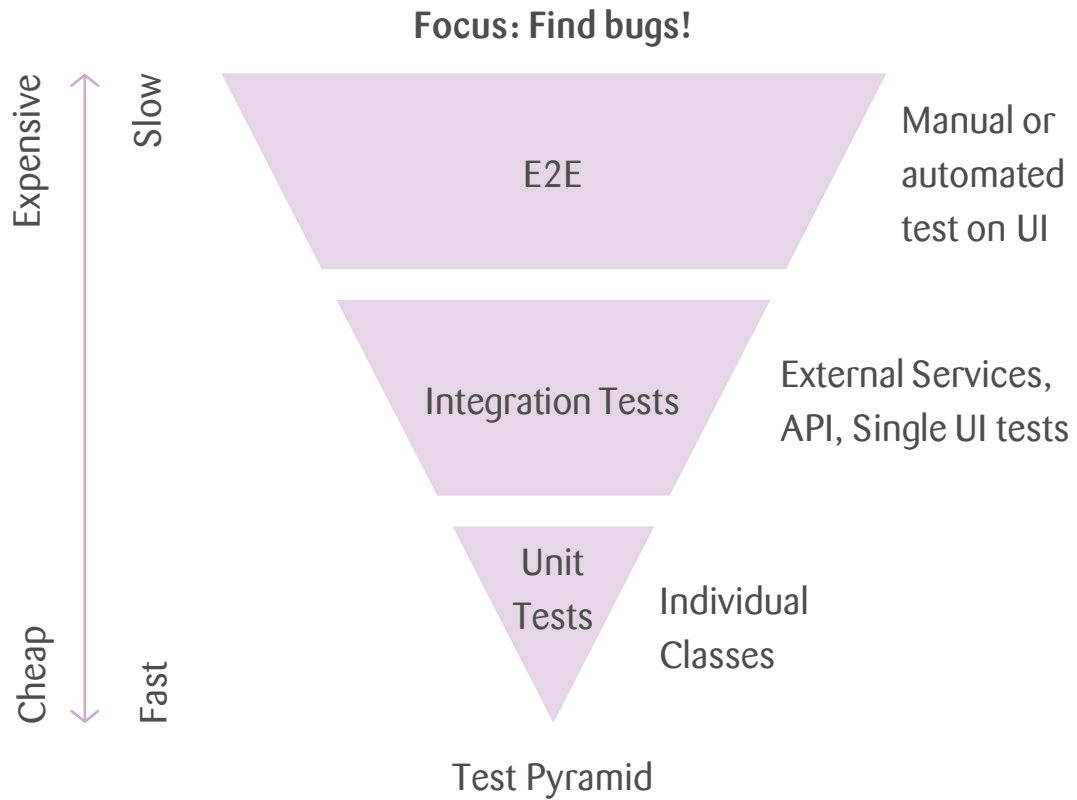 Focus: Find bugs!
Expensive
Slow
E2E
Manual or
automated
test on UI
Integration Tests
External Services,
API, Single UI tests
Unit
Tests
Individual
Classes
Cheap
Fast
Test Pyramid